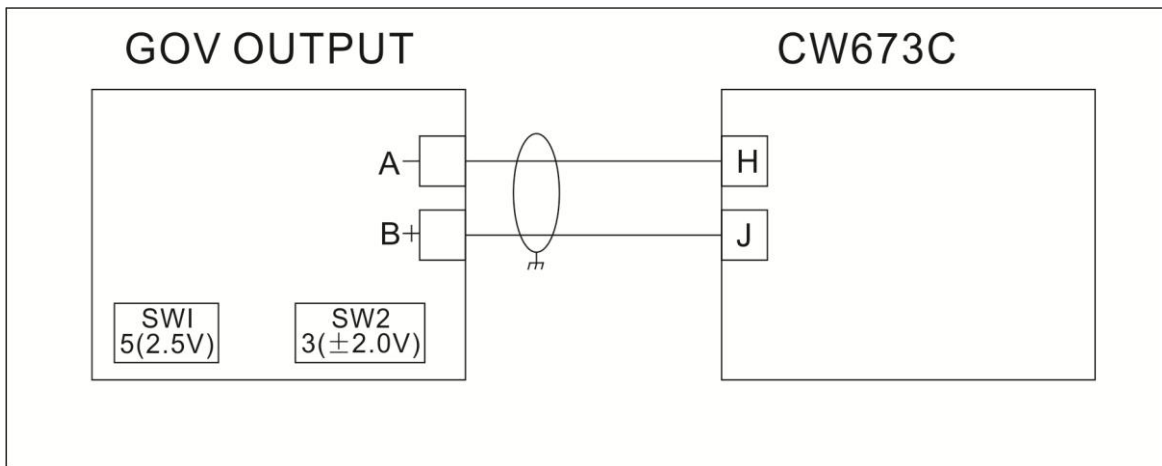 GOV OUTPUT
CW673C
A−
H
B+
J
SWI
5(2.5V)
SW2
3(±2.0V)